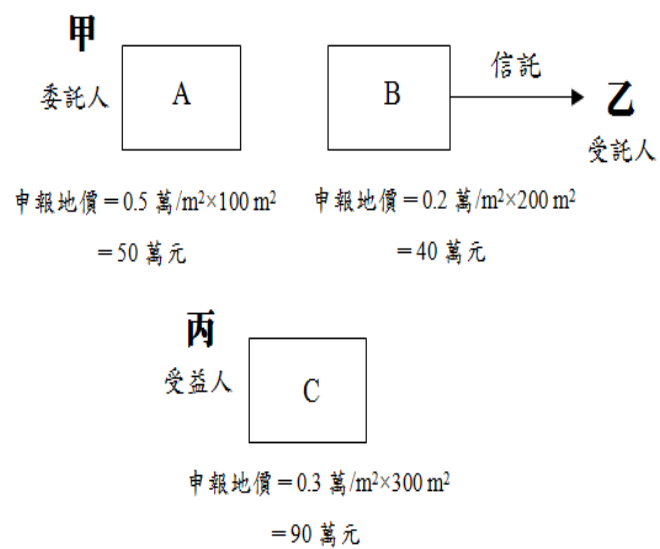 甲
委託人
A
B
信託
乙
受託人
申報地價＝0.5 萬/m²×100 m²
＝50 萬元
申報地價＝0.2 萬/m²×200 m²
＝40 萬元
丙
受益人
C
申報地價＝0.3 萬/m²×300 m²
＝90 萬元